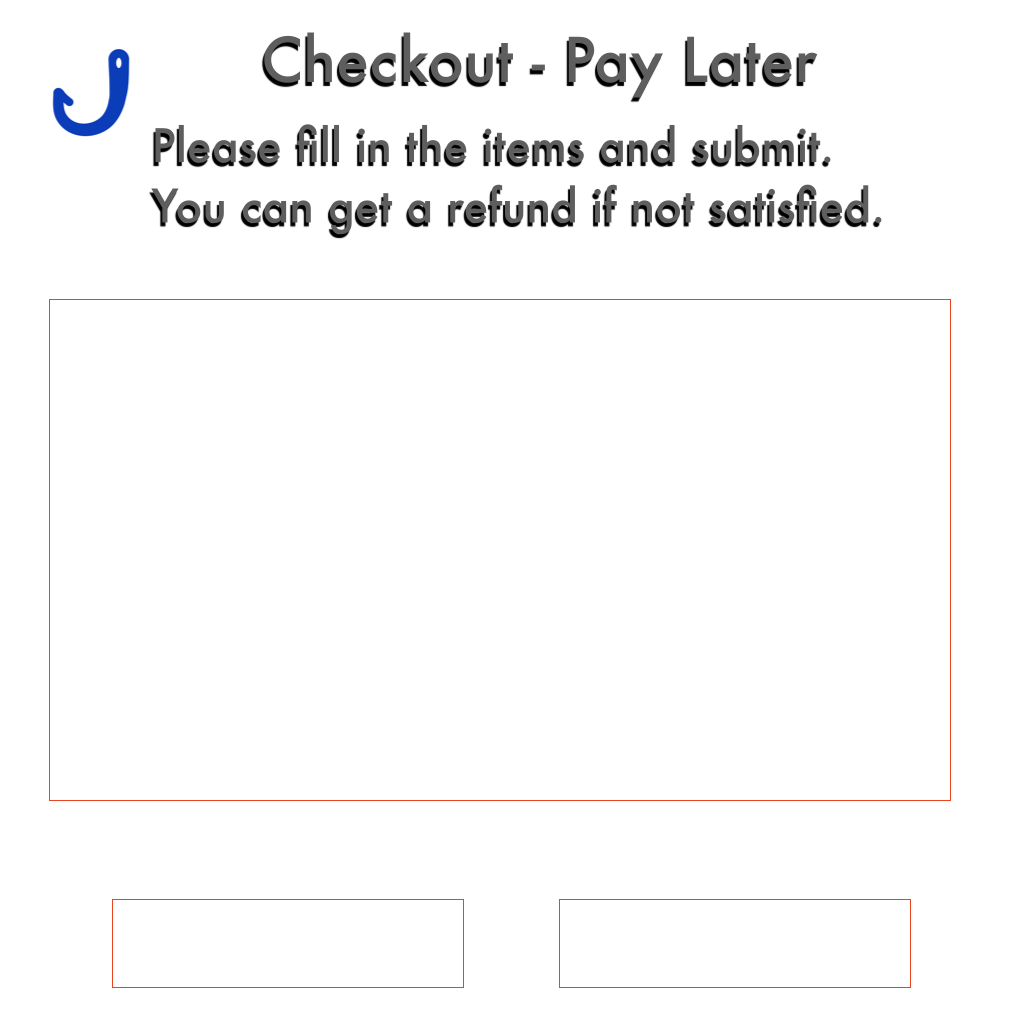 Checkout - Pay Later
Please fill in the items and submit.
You can get a refund if not satisfied.